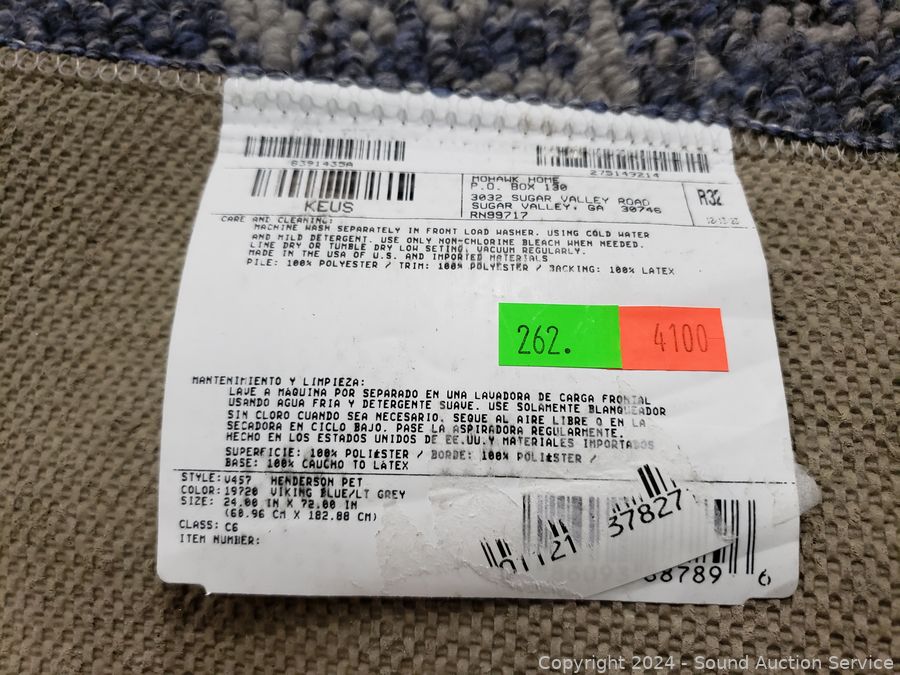 8391435A
275149214
KEUS
MOHAWK HOME
P.O. BOX 130
3032 SUGAR VALLEY ROAD
SUGAR VALLEY, GA 30746
RN99717
R32
CARE AND CLEANING:
MACHINE WASH SEPARATELY IN FRONT LOAD WASHER, USING COLD WATER
AND MILD DETERGENT. USE ONLY NON-CHLORINE BLEACH WHEN NEEDED.
LINE DRY OR TUMBLE DRY LOW SETING, VACUUM REGULARLY.
MADE IN THE USA OF U.S. AND IMPORTED MATERIALS
PILE: 100% POLYESTER / TRIM: 100% POLYESTER / BACKING: 100% LATEX
262.
4100
MANTENIMIENTO Y LIMPIEZA:
LAVE A MAQUINA POR SEPARADO EN UNA LAVADORA DE CARGA FRONTAL
USANDO AGUA FRIA Y DETERGENTE SUAVE. USE SOLAMENTE BLANQUEADOR
SIN CLORO CUANDO SEA NECESARIO. SEQUE AL AIRE LIBRE O EN LA
SECADORA EN CICLO BAJO. PASE LA ASPIRADORA REGULARMENTE.
HECHO EN LOS ESTADOS UNIDOS DE EE.UU.Y MATERIALES IMPORTADOS
SUPERFICIE: 100% POLIéSTER / BORDE: 100% POLIéSTER /
BASE: 100% CAUCHO TO LATEX
STYLE: V457 HENDERSON PET
COLOR: 19720 VIKING BLUE/LT GREY
SIZE: 24.00 IN X 72.00 IN
(60.96 CM X 182.88 CM)
CLASS: C6
ITEM NUMBER:
37827
68789
6
Copyright © 2024 - Sound Auction Service